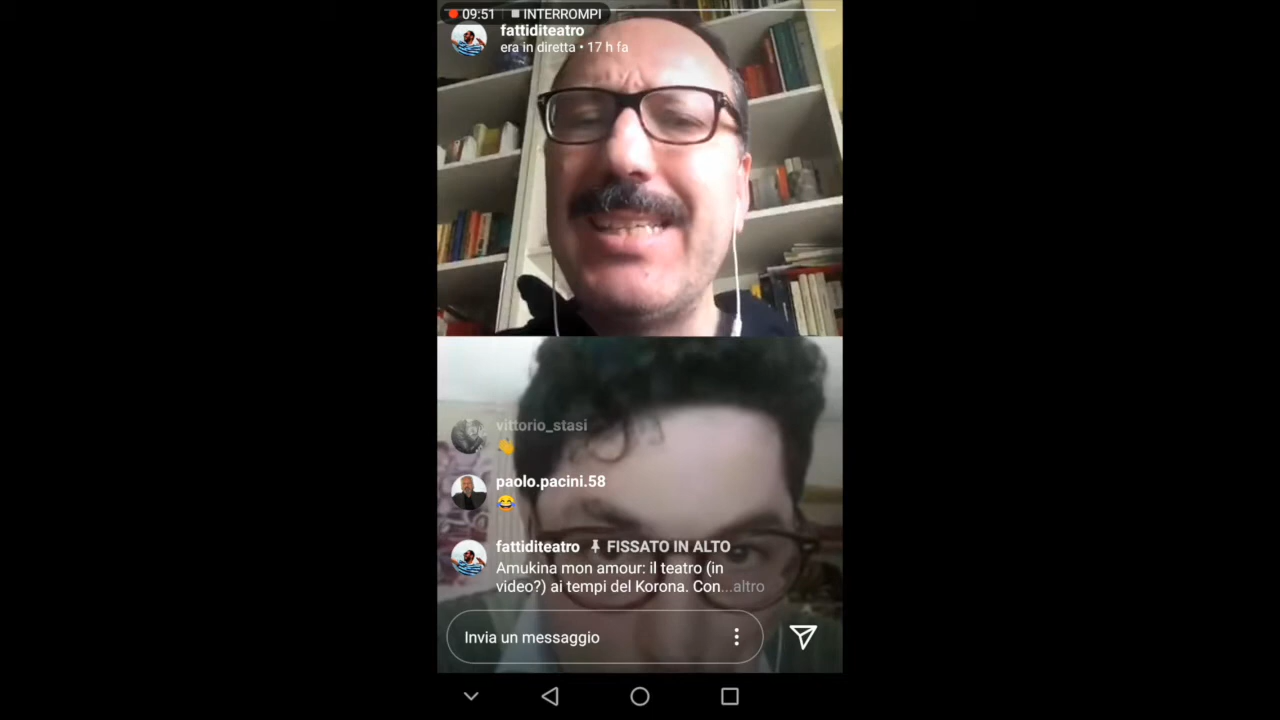 09:51 INTERROMPI
fattiditeatro
era in diretta • 17 h fa
vittorio_stasi
👏
paolo.pacini.58
😂
fattiditeatro FISSATO IN ALTO
Amukina mon amour: il teatro (in
video?) ai tempi del Korona. Con...altro
Invia un messaggio